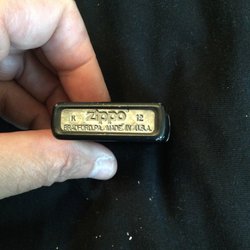 K zippo 12
BRADFORD, PA. MADE IN U.S.A.